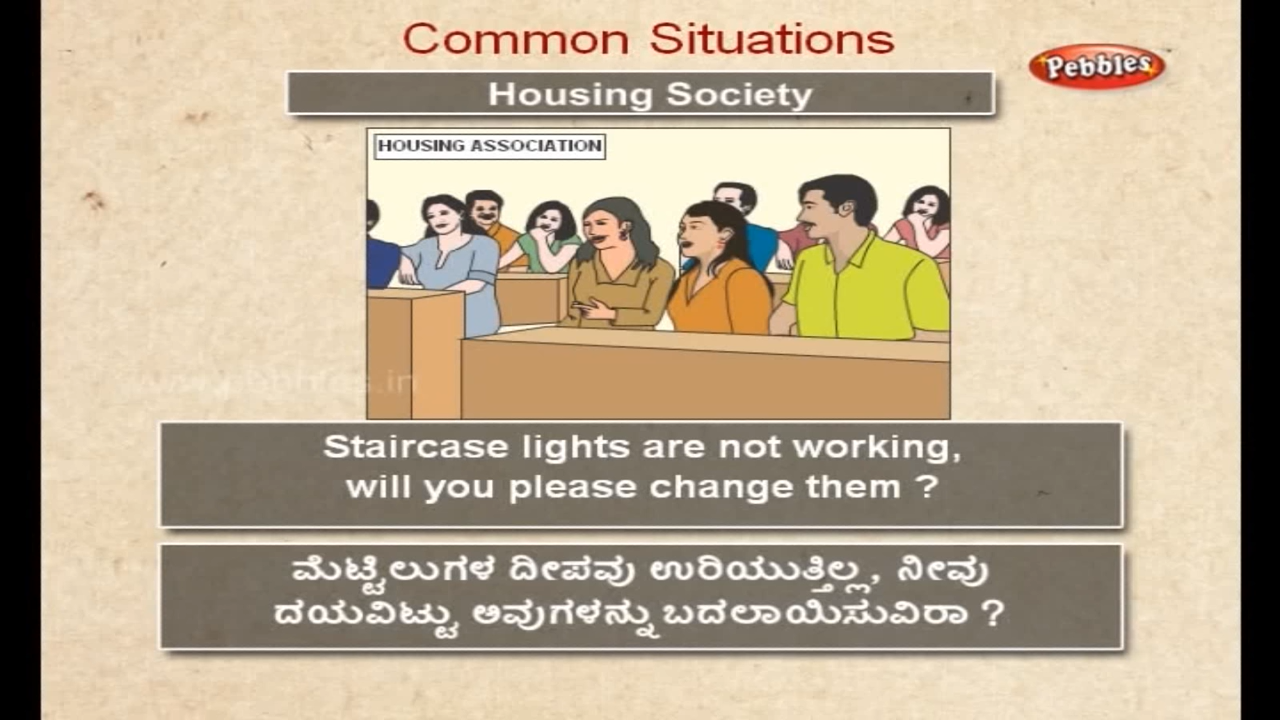 Common Situations
Pebbles
Housing Society
HOUSING ASSOCIATION
Staircase lights are not working,
will you please change them ?
ಮೆಟ್ಟಿಲುಗಳ ದೀಪವು ಉರಿಯುತ್ತಿಲ್ಲ, ನೀವು
ದಯವಿಟ್ಟು ಅವುಗಳನ್ನು ಬದಲಾಯಿಸುವಿರಾ ?